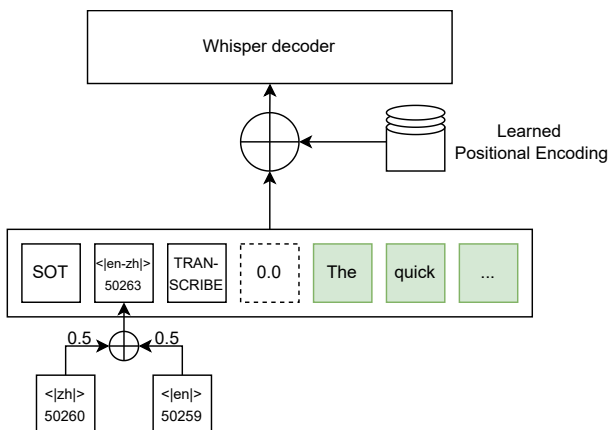 Whisper decoder
Learned
Positional Encoding
SOT
<|en-zh|>
50263
TRAN-
SCRIBE
0.0
The
quick
...
0.5
0.5
<|zh|>
50260
<|en|>
50259